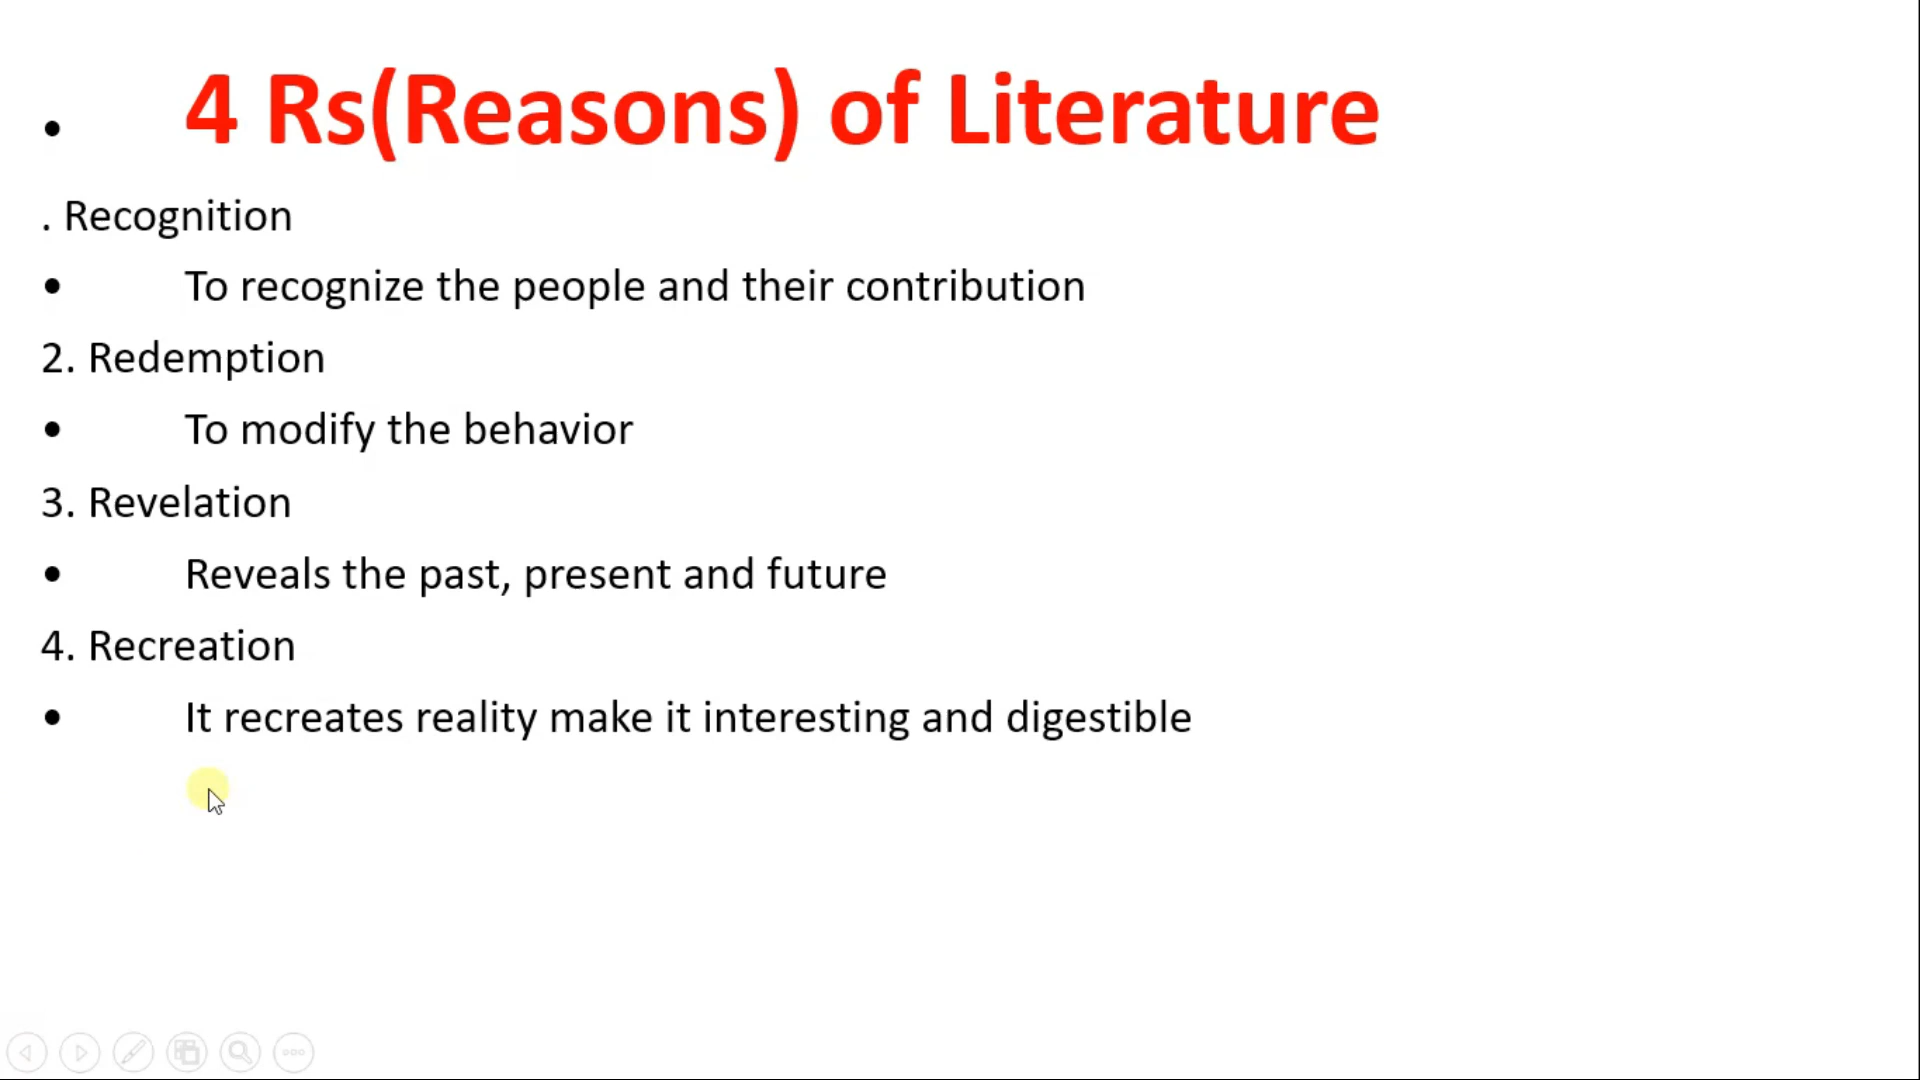 • 4 Rs(Reasons) of Literature
. Recognition
• To recognize the people and their contribution
2. Redemption
• To modify the behavior
3. Revelation
• Reveals the past, present and future
4. Recreation
• It recreates reality make it interesting and digestible